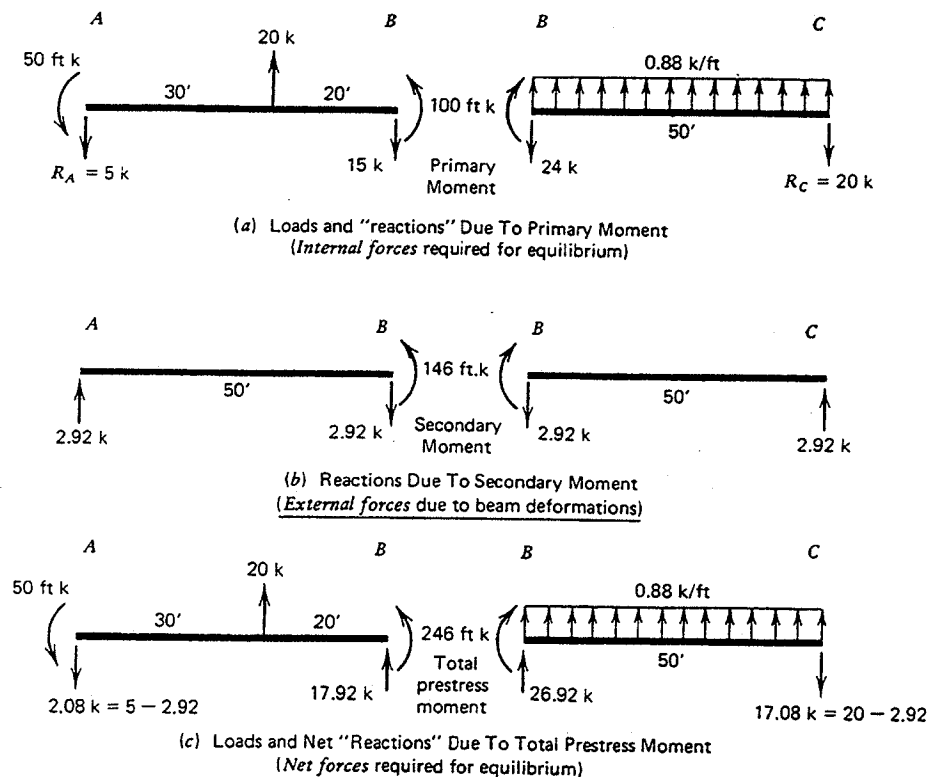 A B B C
20 k
50 ft k
0.88 k/ft
30' 20' 100 ft k
50'
15 k Primary Moment 24 k
R_A = 5 k R_C = 20 k
(a) Loads and "reactions" Due To Primary Moment
(Internal forces required for equilibrium)
A B B C
146 ft.k
50' 50'
2.92 k 2.92 k Secondary Moment 2.92 k 2.92 k
(b) Reactions Due To Secondary Moment
(External forces due to beam deformations)
A B B C
20 k
50 ft k
0.88 k/ft
30' 20' 246 ft k
50'
17.92 k Total prestress moment 26.92 k
2.08 k = 5 − 2.92 17.08 k = 20 − 2.92
(c) Loads and Net "Reactions" Due To Total Prestress Moment
(Net forces required for equilibrium)